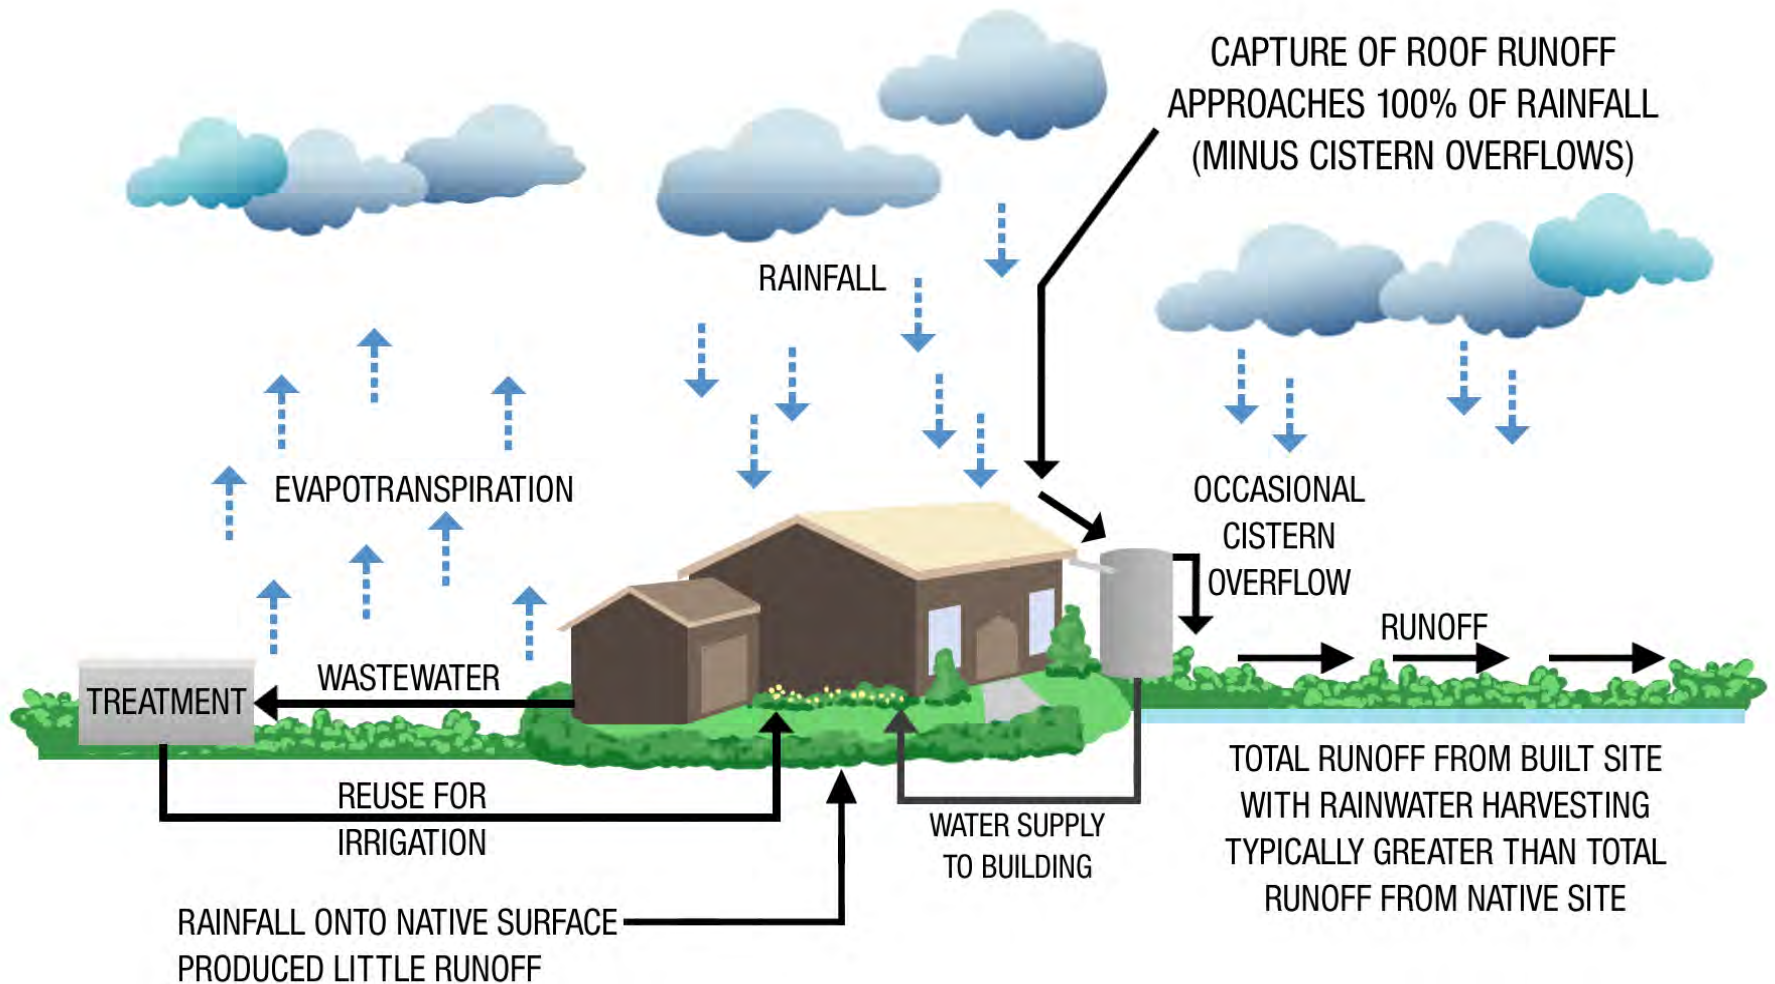 CAPTURE OF ROOF RUNOFF
APPROACHES 100% OF RAINFALL
(MINUS CISTERN OVERFLOWS)
RAINFALL
EVAPOTRANSPIRATION
OCCASIONAL
CISTERN
OVERFLOW
RUNOFF
WASTEWATER
TREATMENT
REUSE FOR
IRRIGATION
WATER SUPPLY
TO BUILDING
TOTAL RUNOFF FROM BUILT SITE
WITH RAINWATER HARVESTING
TYPICALLY GREATER THAN TOTAL
RUNOFF FROM NATIVE SITE
RAINFALL ONTO NATIVE SURFACE
PRODUCED LITTLE RUNOFF